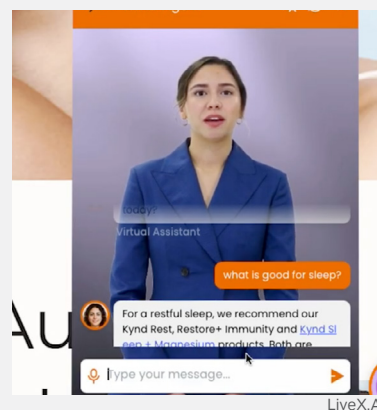 today?
Virtual Assistant
what is good for sleep?
For a restful sleep, we recommend our
Kynd Rest, Restore+ Immunity and Kynd Sl
eep + Magnesium products. Both are
Au
Type your message...
LiveX.A